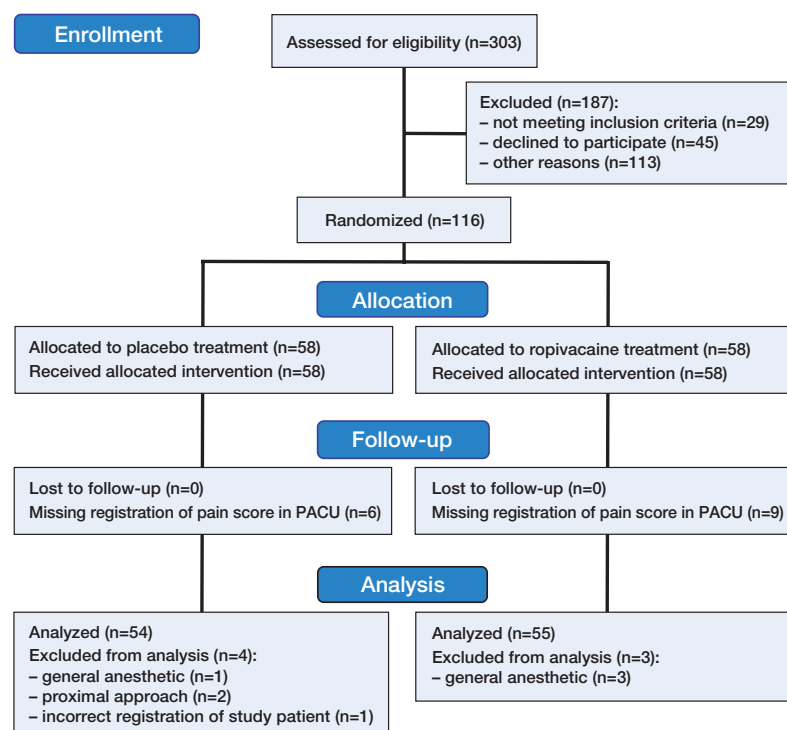 Enrollment
Assessed for eligibility (n=303)
Excluded (n=187):
– not meeting inclusion criteria (n=29)
– declined to participate (n=45)
– other reasons (n=113)
Randomized (n=116)
Allocation
Allocated to placebo treatment (n=58)
Received allocated intervention (n=58)
Allocated to ropivacaine treatment (n=58)
Received allocated intervention (n=58)
Follow-up
Lost to follow-up (n=0)
Missing registration of pain score in PACU (n=6)
Lost to follow-up (n=0)
Missing registration of pain score in PACU (n=9)
Analysis
Analyzed (n=54)
Excluded from analysis (n=4):
– general anesthetic (n=1)
– proximal approach (n=2)
– incorrect registration of study patient (n=1)
Analyzed (n=55)
Excluded from analysis (n=3):
– general anesthetic (n=3)